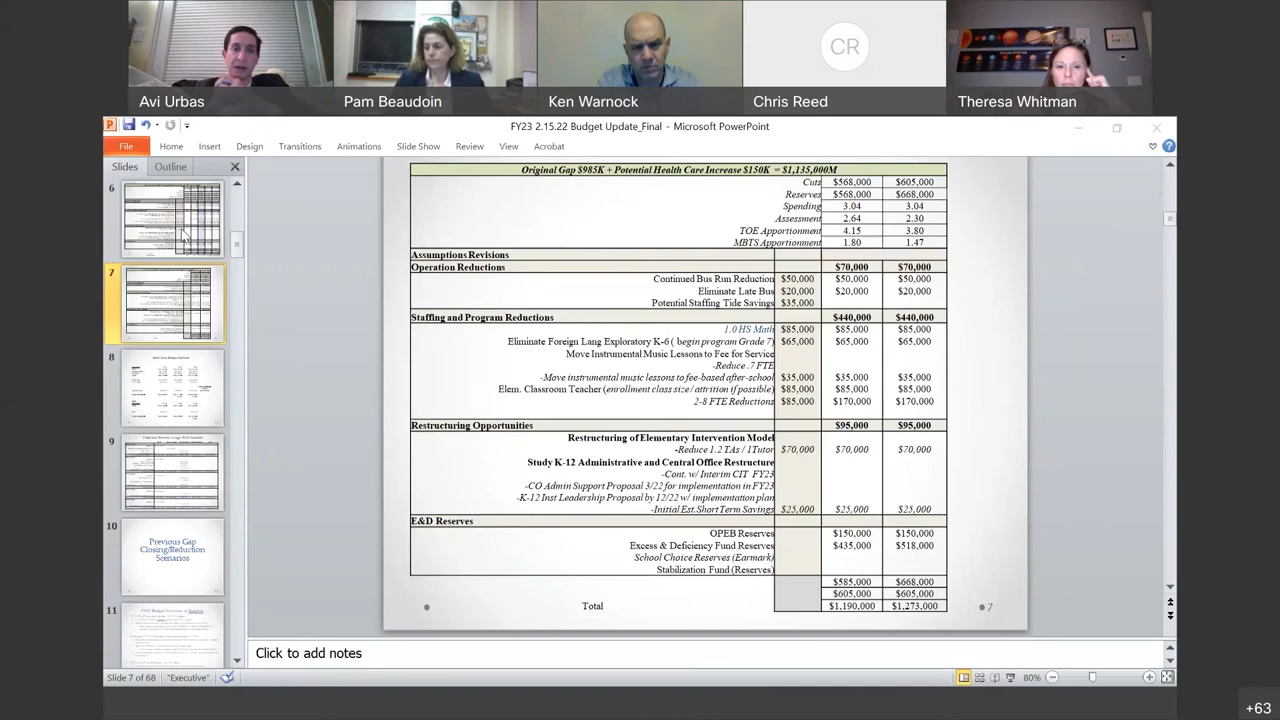 CR
Avi Urbas
Pam Beaudoin
Ken Warnock
Chris Reed
Theresa Whitman
FY23 2.15.22 Budget Update_Final - Microsoft PowerPoint
File Home Insert Design Transitions Animations Slide Show Review View Acrobat
Slides Outline
Original Gap $985K + Potential Health Care Increase $150K = $1,135,000M
Cuts $568,000 $605,000
Reserves $568,000 $668,000
Spending 3.04 3.04
Assessment 2.64 2.30
TOE Apportionment 4.15 3.80
MBTS Apportionment 1.80 1.47
Assumptions Revisions
Operation Reductions $70,000 $70,000
Continued Bus Run Reduction $50,000 $50,000 $50,000
Eliminate Late Bus $20,000 $20,000 $20,000
Potential Staffing Tide Savings $35,000
Staffing and Program Reductions $440,000 $440,000
1.0 HS Math $85,000 $85,000 $85,000
Eliminate Foreign Lang Exploratory K-6 ( begin program Grade 7) $65,000 $65,000 $65,000
Move Instrumental Music Lessons to Fee for Service
-Reduce .7 FTE
-Move instrumental music lessons to fee-based after-school $35,000 $35,000 $35,000
Elem. Classroom Teacher (enrollment class size / attrition if possible) $85,000 $85,000 $85,000
2-8 FTE Reductions $85,000 $170,000 $170,000
Restructuring Opportunities $95,000 $95,000
Restructuring of Elementary Intervention Model
-Reduce 1.2 TAs / 1Tutor $70,000 $70,000 $70,000
Study K-12 Administrative and Central Office Restructure
-Cont. w/ Interim CIT FY23
-CO Admin Support Proposal 3/22 for implementation in FY23
-K-12 Inst Leadership Proposal by 12/22 w/ implementation plan
-Initial Est.Short Term Savings $25,000 $25,000 $25,000
E&D Reserves
OPEB Reserves $150,000 $150,000
Excess & Deficiency Fund Reserves $435,000 $518,000
School Choice Reserves (Earmark)
Stabilization Fund (Reserves)
$585,000 $668,000
$605,000 $605,000
Total $1,190,000 $1,273,000
7
6
7
8
9
10
Previous Gap
Closing/Reduction
Scenarios
11
Click to add notes
Slide 7 of 68 "Executive" 80%
+63